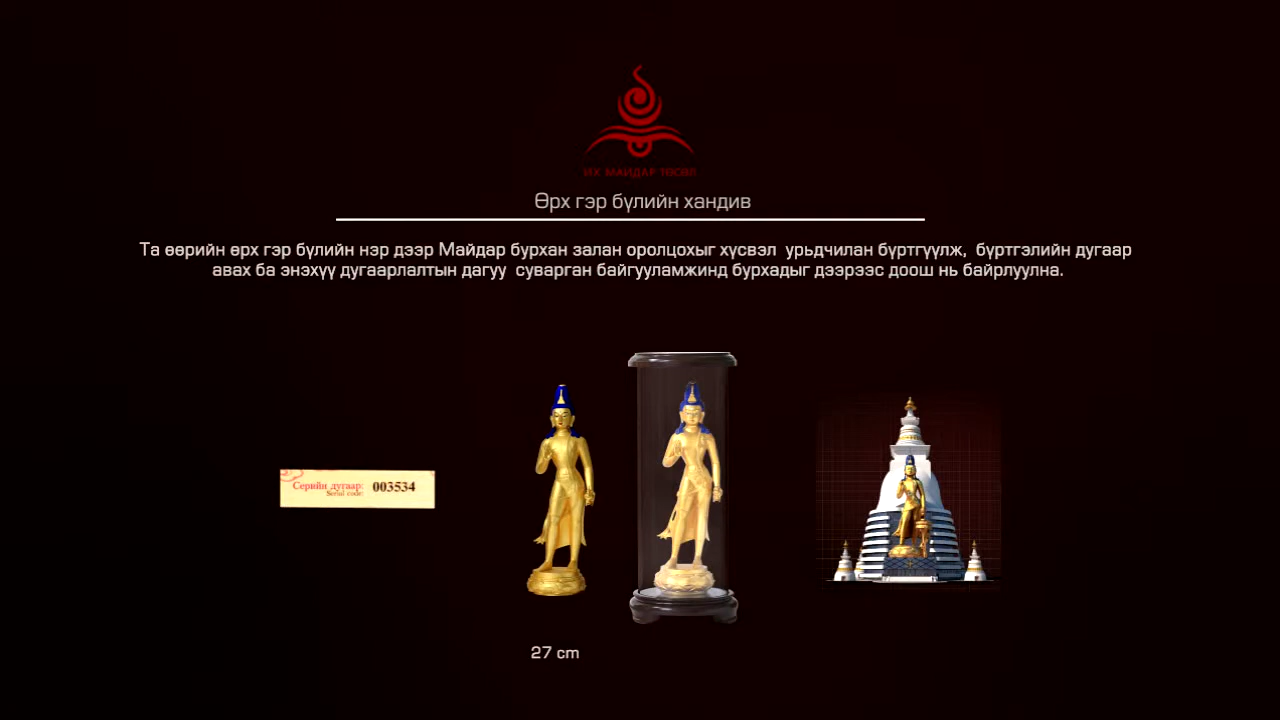 ИХ МАЙДАР ТӨСӨЛ
Өрх гэр бүлийн хандив
Та өөрийн өрх гэр бүлийн нэр дээр Майдар бурхан залан оролцохыг хүсвэл урьдчилан бүртгүүлж, бүртгэлийн дугаар
авах ба энэхүү дугаарлалтын дагуу суварган байгууламжинд бурхадыг дээрээс доош нь байрлуулна.
Серийн дугаар: 003534
Serial code:
27 cm